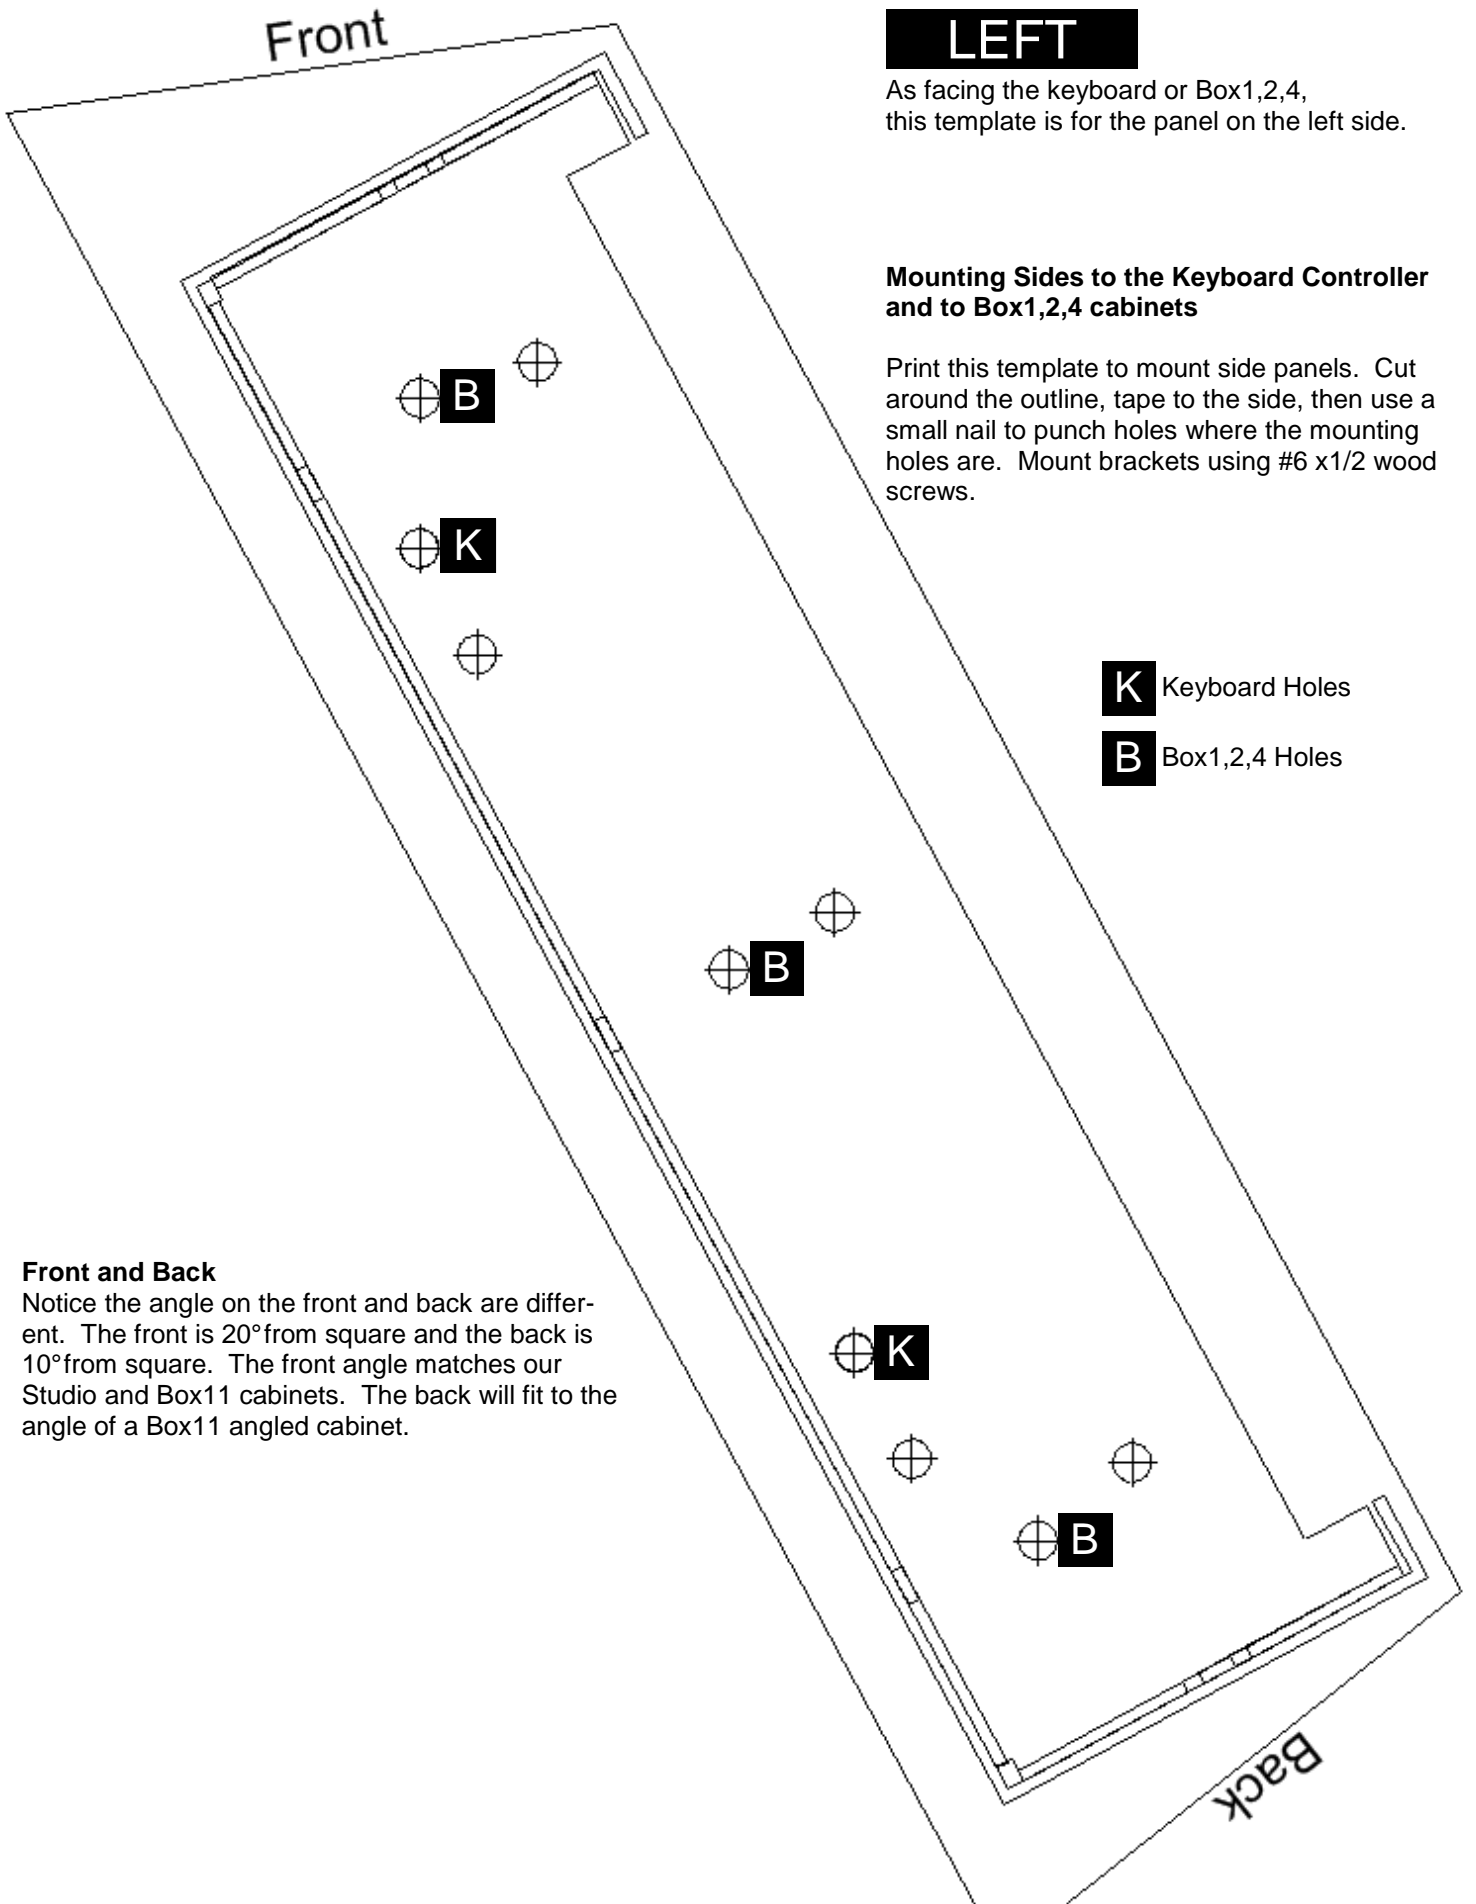 Front
LEFT
As facing the keyboard or Box1,2,4,
this template is for the panel on the left side.
Mounting Sides to the Keyboard Controller
and to Box1,2,4 cabinets
Print this template to mount side panels.  Cut
around the outline, tape to the side, then use a
small nail to punch holes where the mounting
holes are.  Mount brackets using #6 x1/2 wood
screws.
B
K
K Keyboard Holes
B Box1,2,4 Holes
B
Front and Back
Notice the angle on the front and back are differ-
ent.  The front is 20° from square and the back is
10° from square.  The front angle matches our
Studio and Box11 cabinets.  The back will fit to the
angle of a Box11 angled cabinet.
K
B
Back